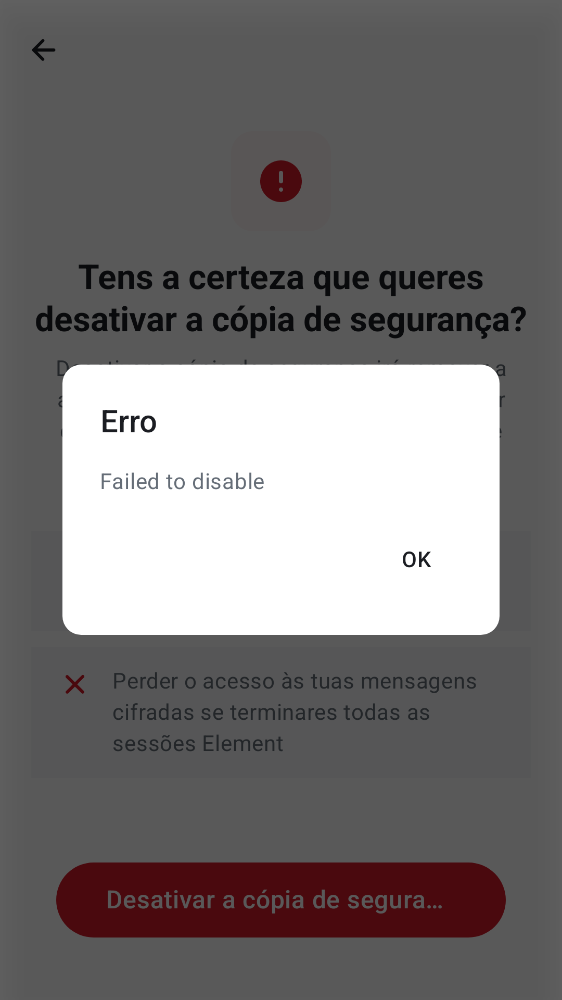 Tens a certeza que queres
desativar a cópia de segurança?
Erro
Failed to disable
OK
Perder o acesso às tuas mensagens
cifradas se terminares todas as
sessões Element
Desativar a cópia de segura…